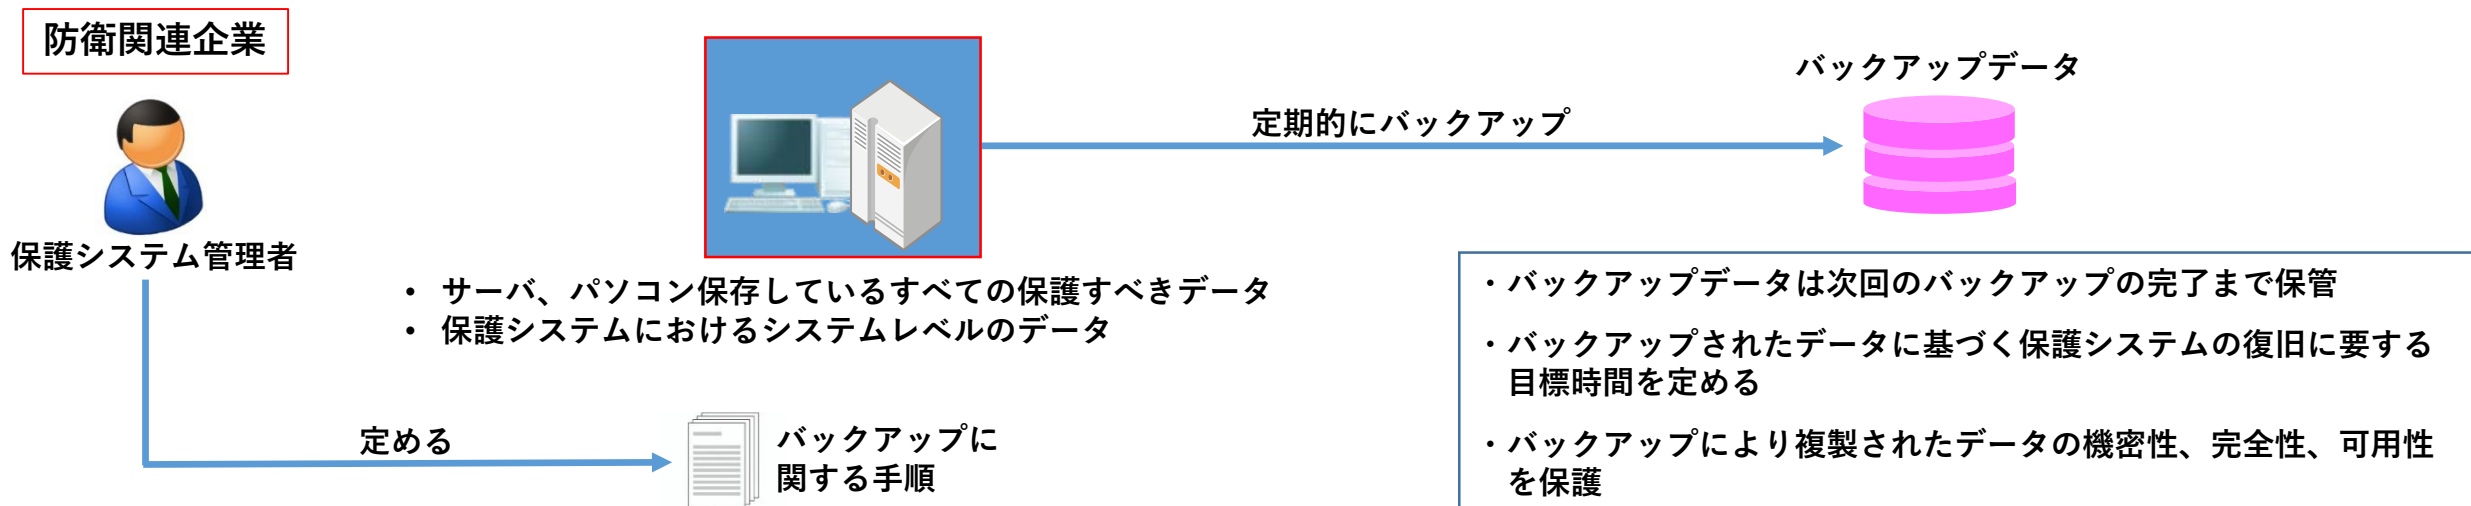 防衛関連企業
保護システム管理者
定期的にバックアップ
バックアップデータ
• サーバ、パソコン保存しているすべての保護すべきデータ
• 保護システムにおけるシステムレベルのデータ
定める
バックアップに
関する手順
・バックアップデータは次回のバックアップの完了まで保管
・バックアップされたデータに基づく保護システムの復旧に要する
目標時間を定める
・バックアップにより複製されたデータの機密性、完全性、可用性
を保護